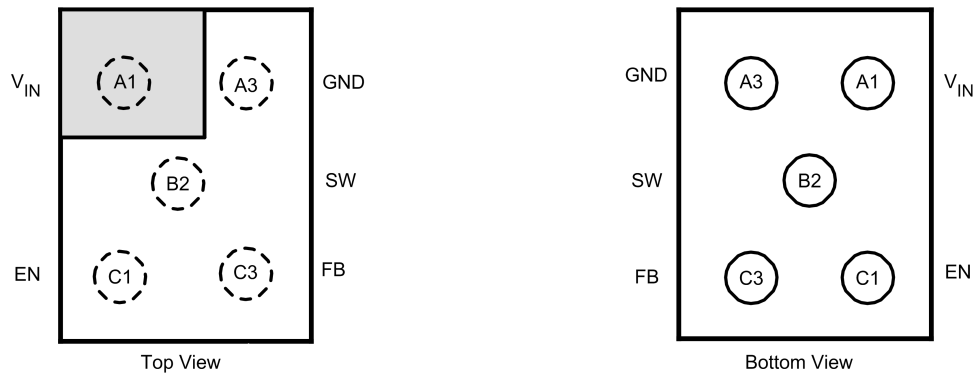 V_IN A1 A3 GND GND A3 A1 V_IN
B2 SW SW B2
EN C1 C3 FB FB C3 C1 EN
Top View Bottom View